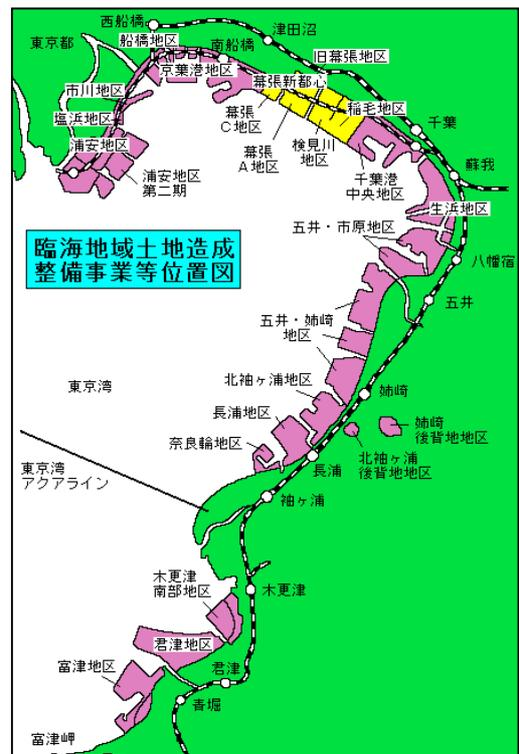 西船橋
津田沼
東京都
船橋地区
南船橋
旧幕張地区
京葉港地区
幕張新都心
市川地区
稲毛地区
幕張
C地区
千葉
塩浜地区
幕張
A地区
検見川
地区
浦安地区
蘇我
浦安地区
第二期
千葉港
中央地区
生浜地区
五井・市原地区
臨海地域土地造成
整備事業等位置図
八幡宿
五井
五井・姉崎
地区
東京湾
北袖ヶ浦地区
姉崎
長浦地区
姉崎
後背地地区
奈良輪地区
北袖ヶ浦
後背地地区
長浦
東京湾
アクアライン
袖ヶ浦
木更津
南部地区
木更津
君津地区
富津地区
君津
青堀
富津岬